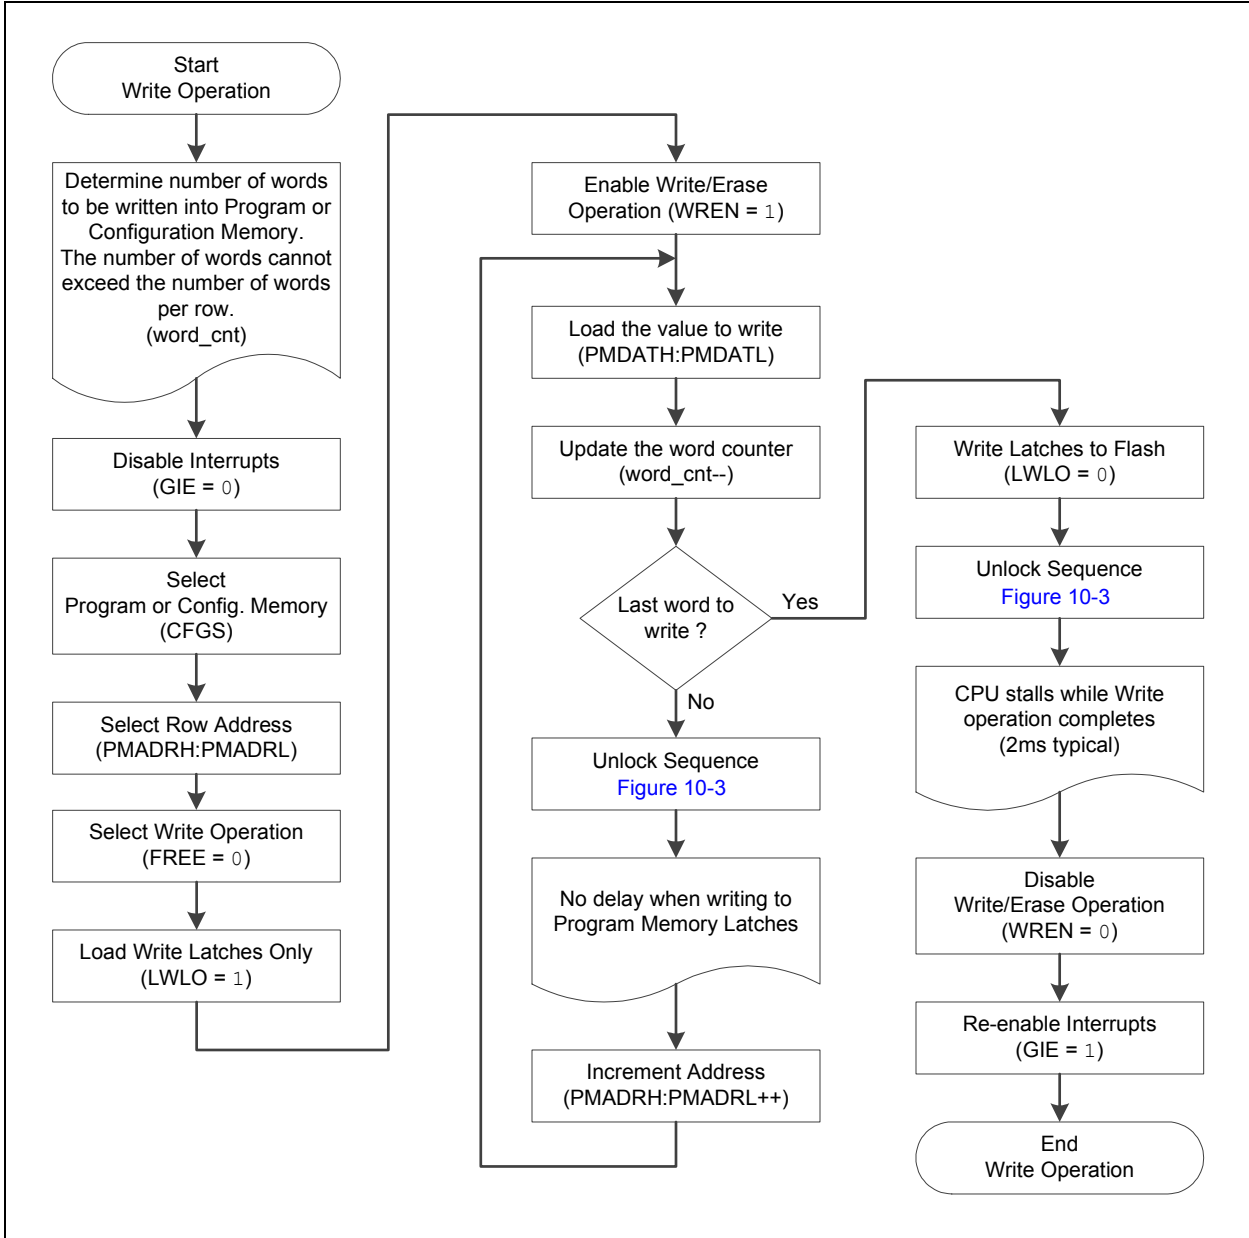 Start
Write Operation
Determine number of words
to be written into Program or
Configuration Memory.
The number of words cannot
exceed the number of words
per row.
(word_cnt)
Disable Interrupts
(GIE = 0)
Select
Program or Config. Memory
(CFGS)
Select Row Address
(PMADRH:PMADRL)
Select Write Operation
(FREE = 0)
Load Write Latches Only
(LWLO = 1)
Enable Write/Erase
Operation (WREN = 1)
Load the value to write
(PMDATH:PMDATL)
Update the word counter
(word_cnt--)
Last word to
write ?
Yes
No
Unlock Sequence
Figure 10-3
No delay when writing to
Program Memory Latches
Increment Address
(PMADRH:PMADRL++)
Write Latches to Flash
(LWLO = 0)
Unlock Sequence
Figure 10-3
CPU stalls while Write
operation completes
(2ms typical)
Disable
Write/Erase Operation
(WREN = 0)
Re-enable Interrupts
(GIE = 1)
End
Write Operation